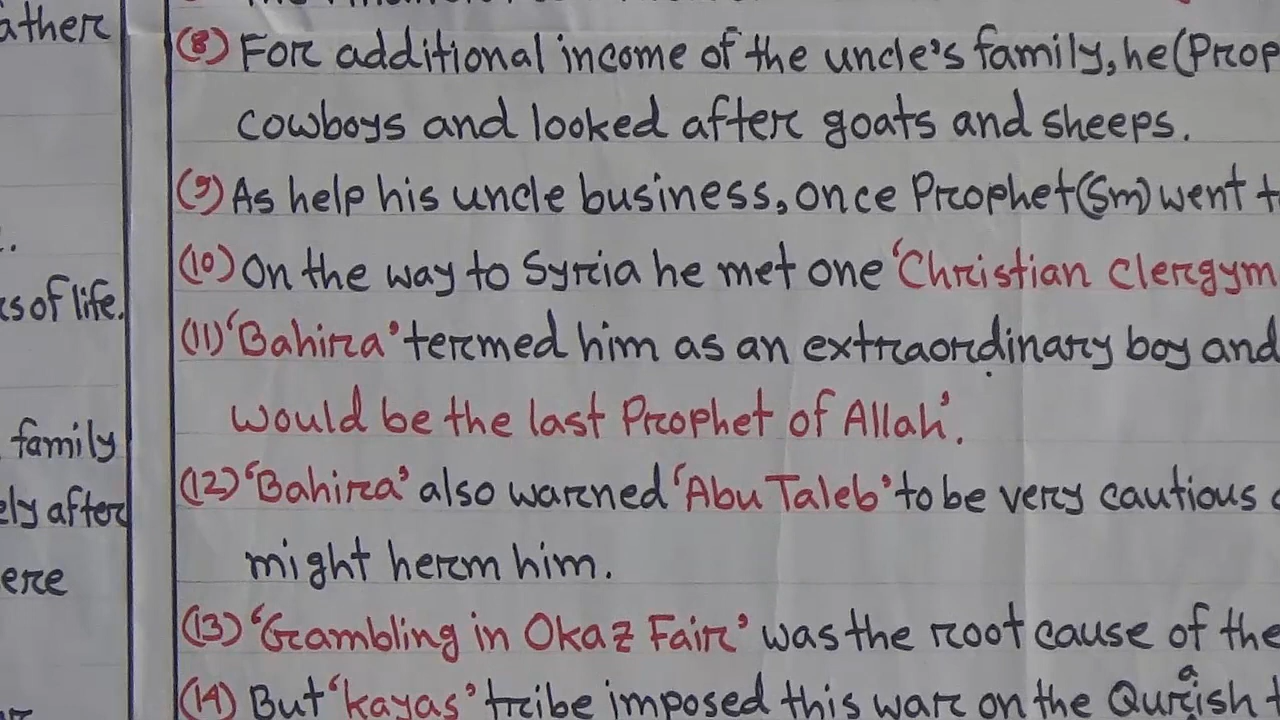 ather
s of life.
family
ely after
ere
(8) For additional income of the uncle's family, he (Prop
cowboys and looked after goats and sheeps.
(9) As help his uncle business, once Prophet (Sm) went t
(10) On the way to Syria he met one 'Christian Clergym
(11) 'Bahira' termed him as an extraordinary boy and
would be the last Prophet of Allah'.
(12) 'Bahira' also warned 'Abu Taleb' to be very cautious
might herm him.
(13) 'Grambling in Okaz Fair' was the root cause of the
(14) But 'kayas' tribe imposed this war on the Quraish t